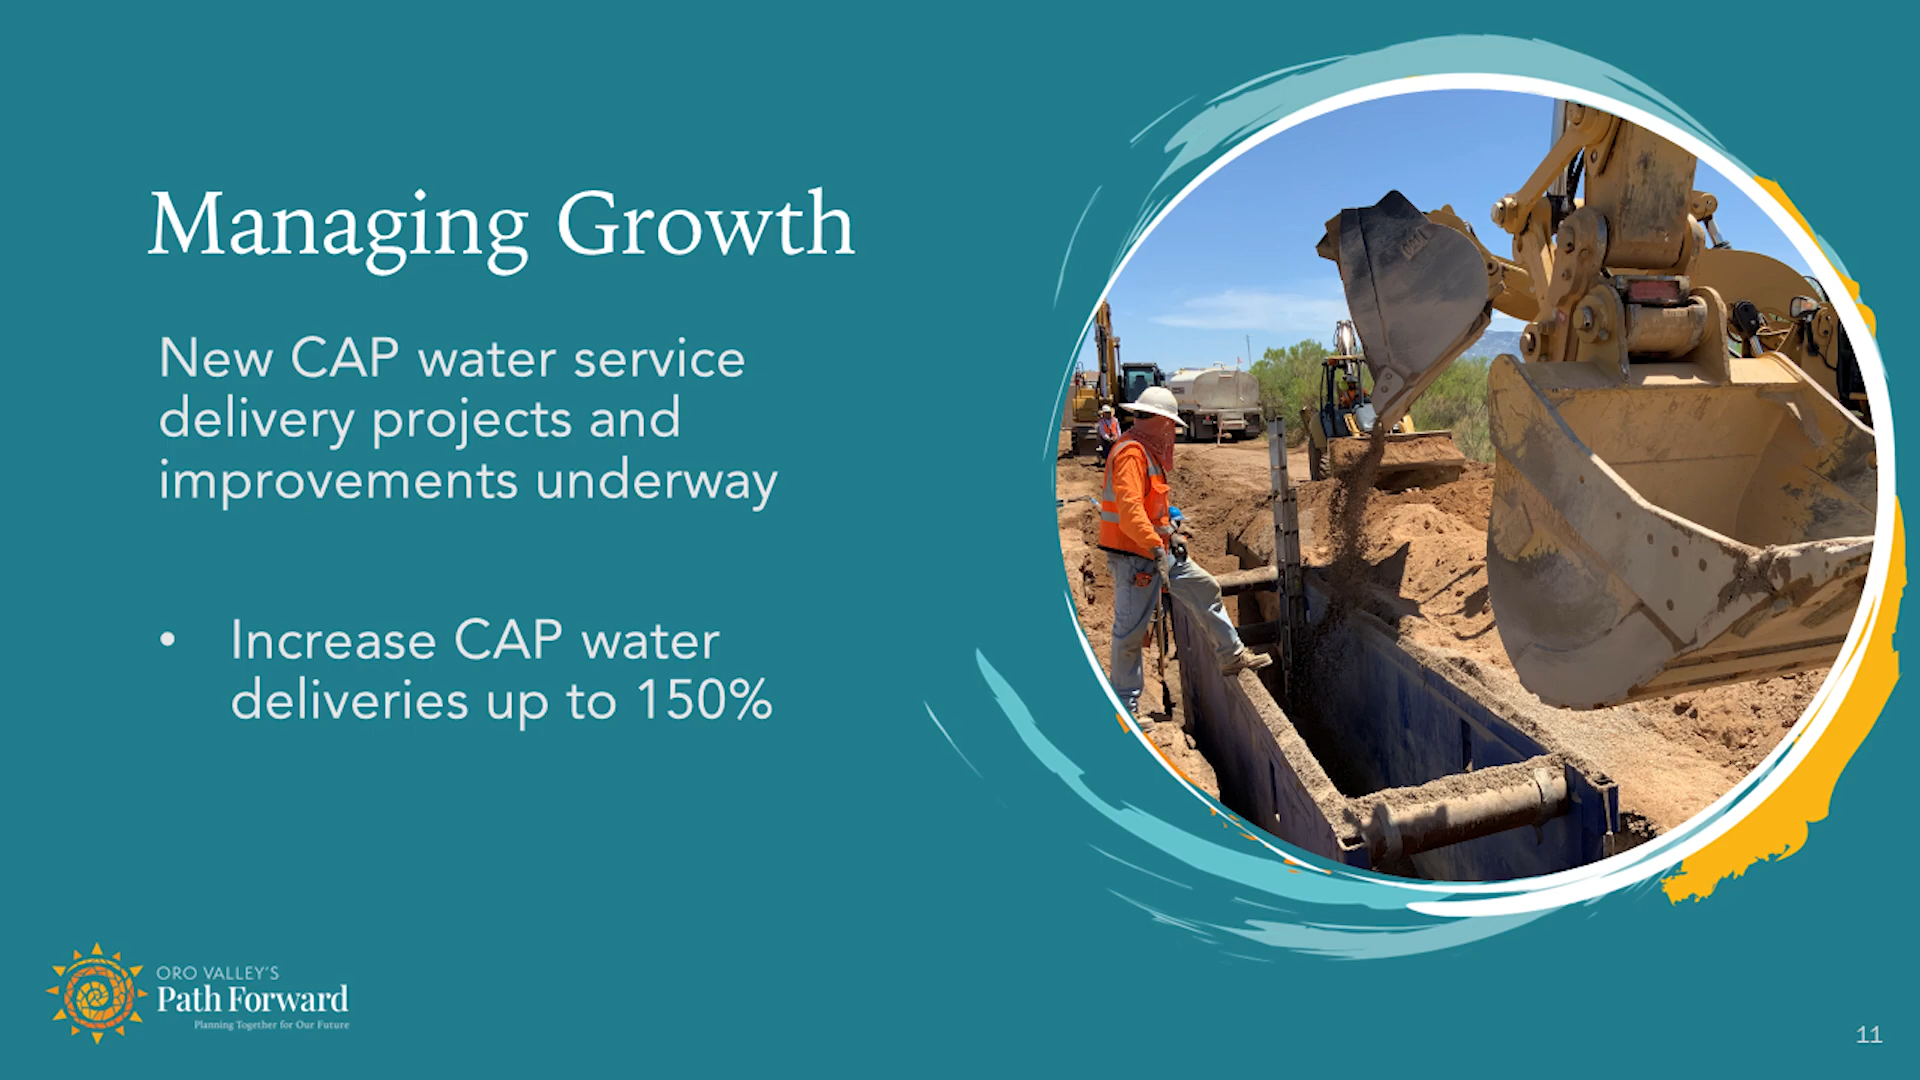 Managing Growth
New CAP water service
delivery projects and
improvements underway
• Increase CAP water
deliveries up to 150%
ORO VALLEY'S
Path Forward
Planning Together for Our Future
11